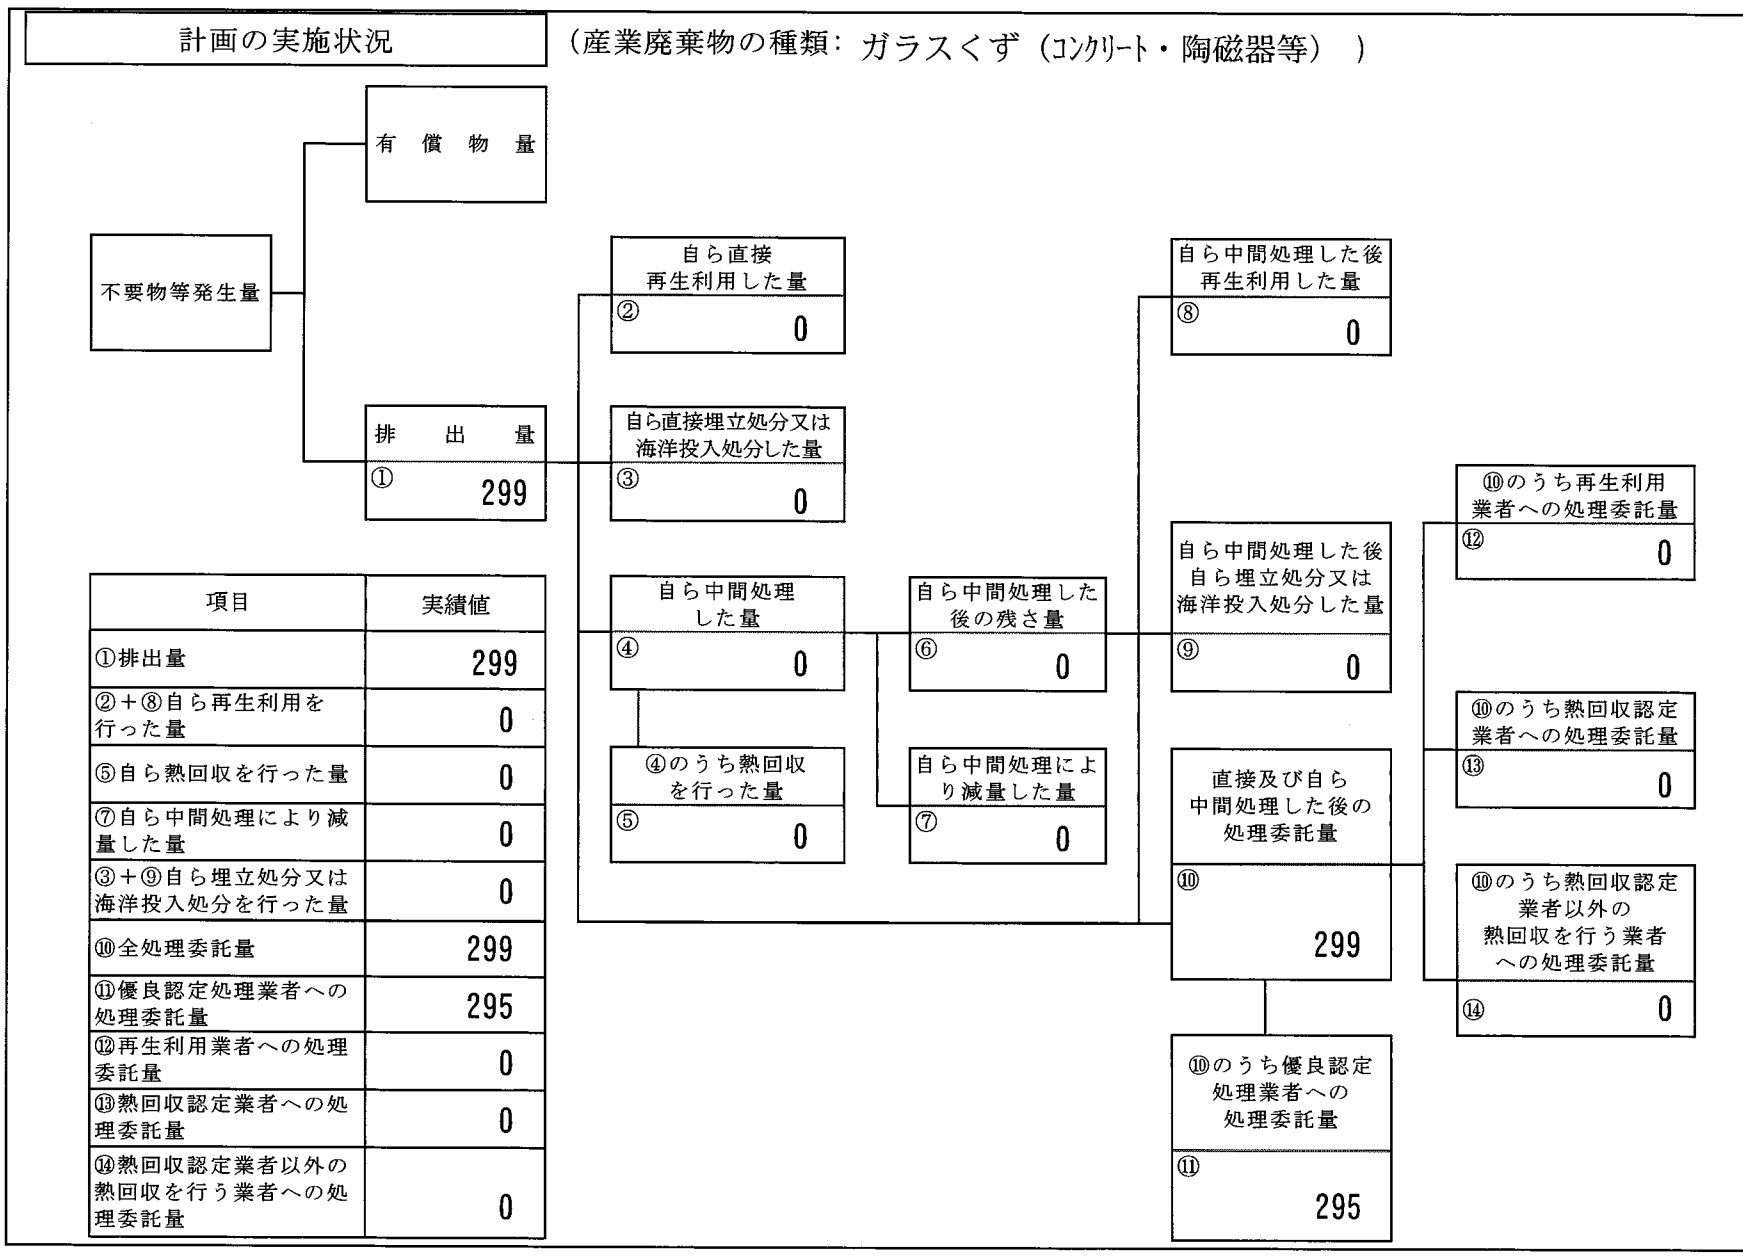 計画の実施状況
(産業廃棄物の種類: ガラスくず (コンクリート・陶磁器等) )
有償物量
不要物等発生量
排出量
① 299
自ら直接
再生利用した量
② 0
自ら直接埋立処分又は
海洋投入処分した量
③ 0
自ら中間処理
した量
④ 0
④のうち熱回収
を行った量
⑤ 0
自ら中間処理した
後の残さ量
⑥ 0
自ら中間処理によ
り減量した量
⑦ 0
自ら中間処理した後
再生利用した量
⑧ 0
自ら中間処理した後
自ら埋立処分又は
海洋投入処分した量
⑨ 0
直接及び自ら
中間処理した後の
処理委託量
⑩
299
⑩のうち優良認定
処理業者への
処理委託量
⑪
295
⑩のうち再生利用
業者への処理委託量
⑫ 0
⑩のうち熱回収認定
業者への処理委託量
⑬ 0
⑩のうち熱回収認定
業者以外の
熱回収を行う業者
への処理委託量
⑭ 0
項目 実績値
①排出量 299
②+⑧自ら再生利用を
行った量 0
⑤自ら熱回収を行った量 0
⑦自ら中間処理により減
量した量 0
③+⑨自ら埋立処分又は
海洋投入処分を行った量 0
⑩全処理委託量 299
⑪優良認定処理業者への
処理委託量 295
⑫再生利用業者への処理
委託量 0
⑬熱回収認定業者への処
理委託量 0
⑭熱回収認定業者以外の
熱回収を行う業者への処
理委託量 0